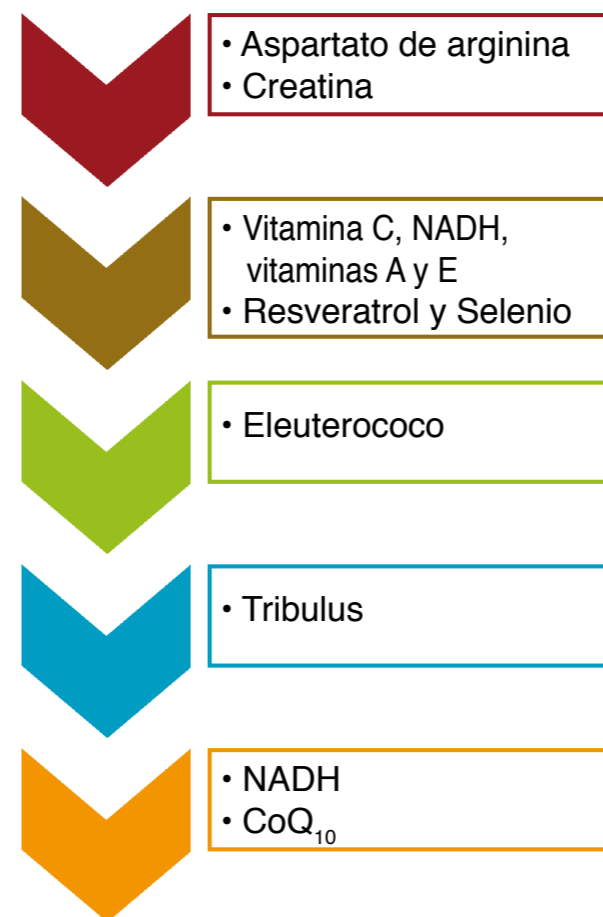 • Aspartato de arginina
• Creatina
• Vitamina C, NADH,
vitaminas A y E
• Resveratrol y Selenio
• Eleuterococo
• Tribulus
• NADH
• CoQ₁₀